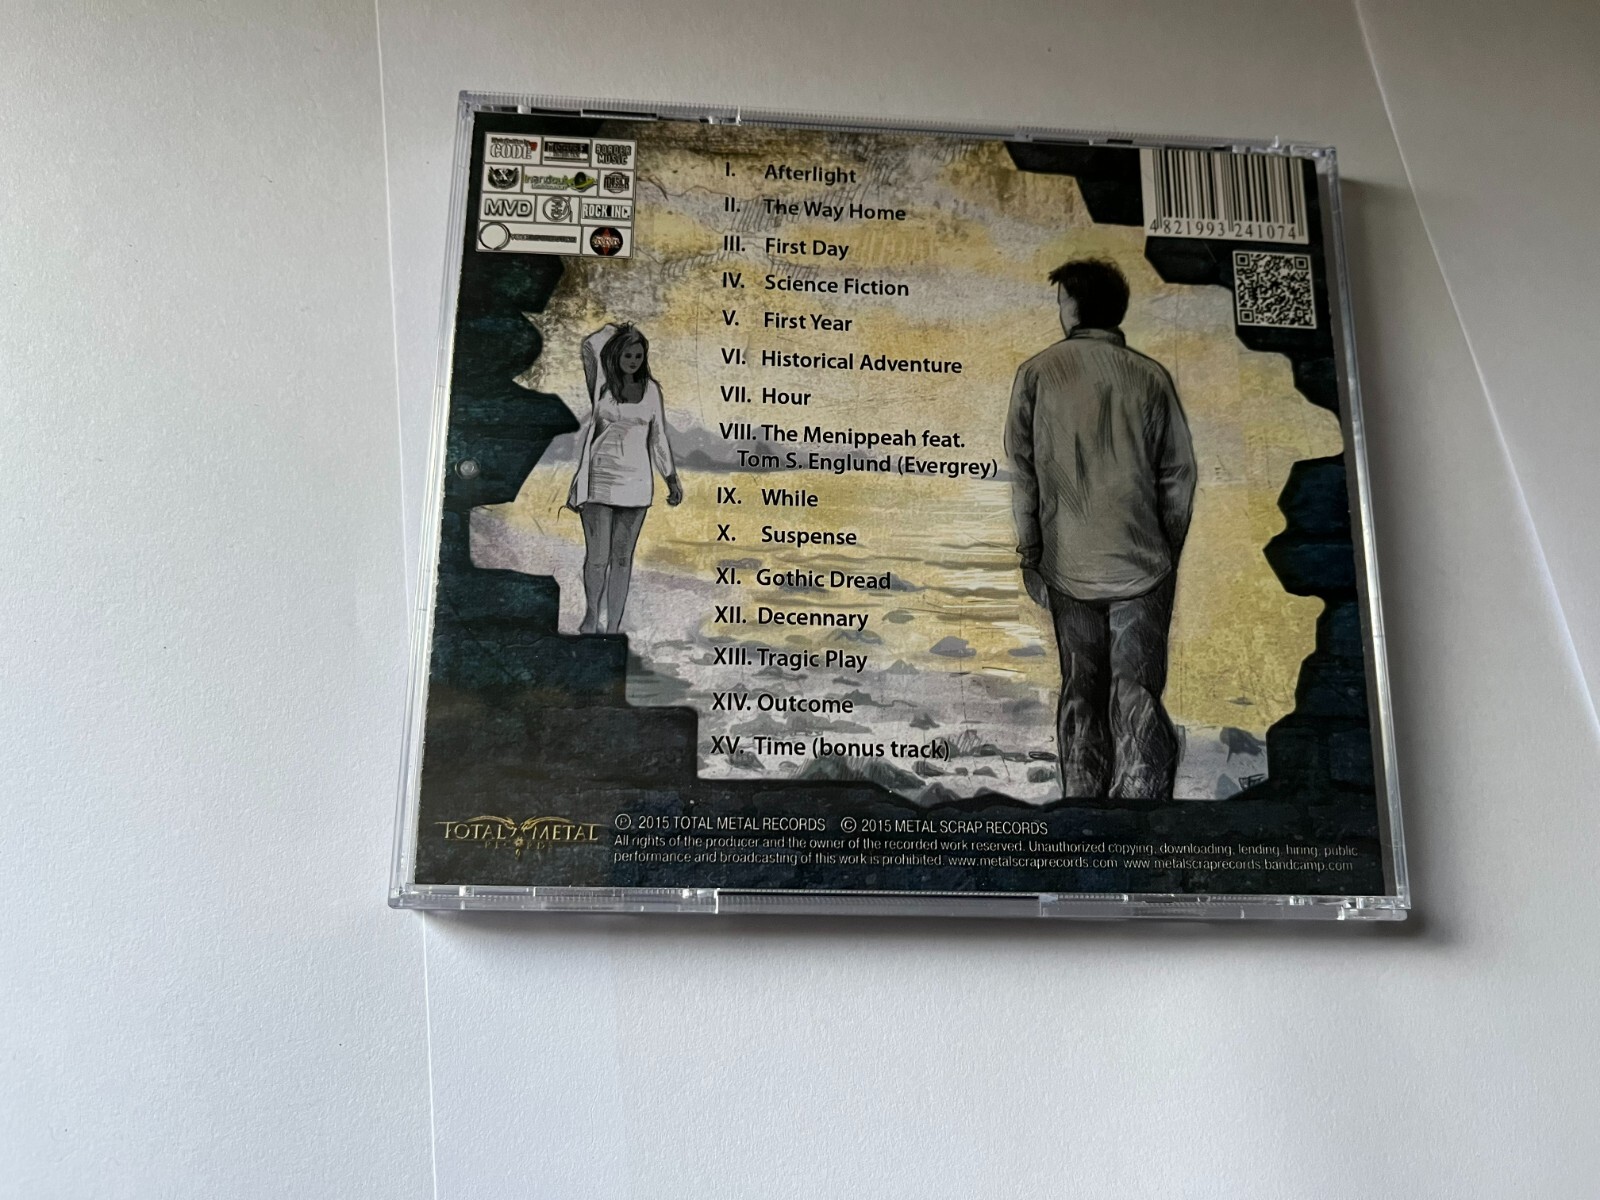 CODE
BORDER
MUSIC
MVD
ROCK INC
I. Afterlight
II. The Way Home
III. First Day
IV. Science Fiction
V. First Year
VI. Historical Adventure
VII. Hour
VIII. The Menippeah feat.
Tom S. Englund (Evergrey)
IX. While
X. Suspense
XI. Gothic Dread
XII. Decennary
XIII. Tragic Play
XIV. Outcome
XV. Time (bonus track)
4 821993 241074
TOTAL METAL
℗ 2015 TOTAL METAL RECORDS © 2015 METAL SCRAP RECORDS
All rights of the producer and the owner of the recorded work reserved. Unauthorized copying, downloading, lending, hiring, public
performance and broadcasting of this work is prohibited. www.metalscraprecords.com www.metalscraprecords.bandcamp.com